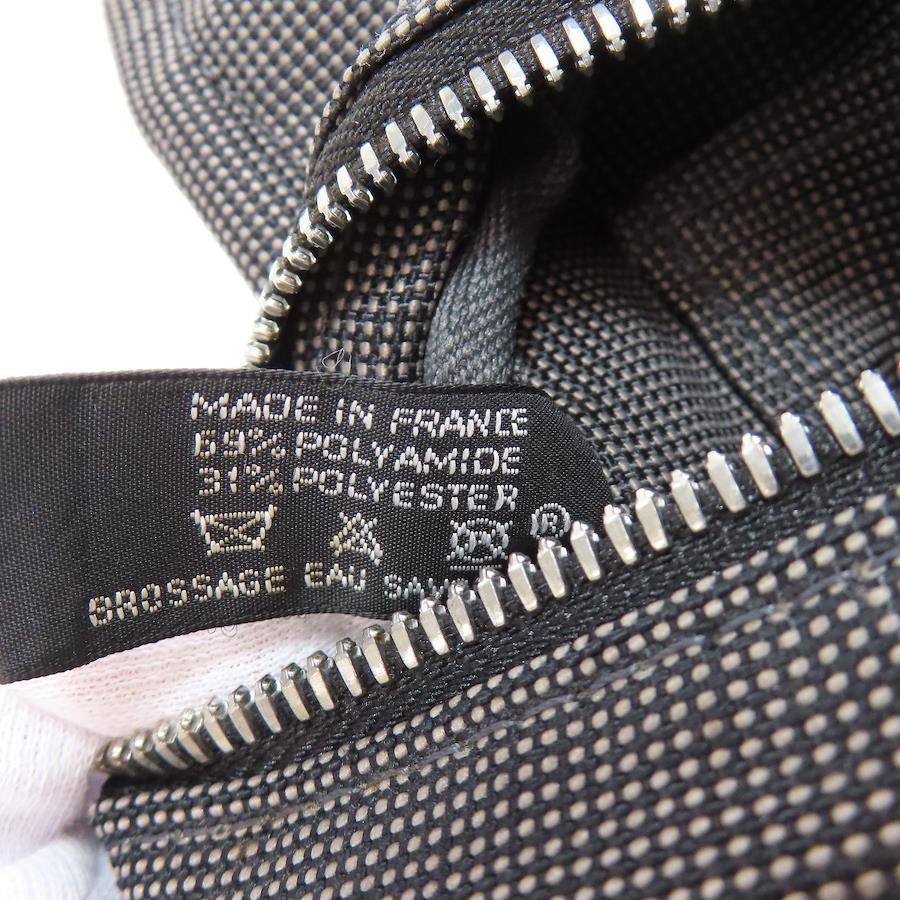 MADE IN FRANCE
69% POLYAMIDE
31% POLYESTER
®
BROSSAGE EAU